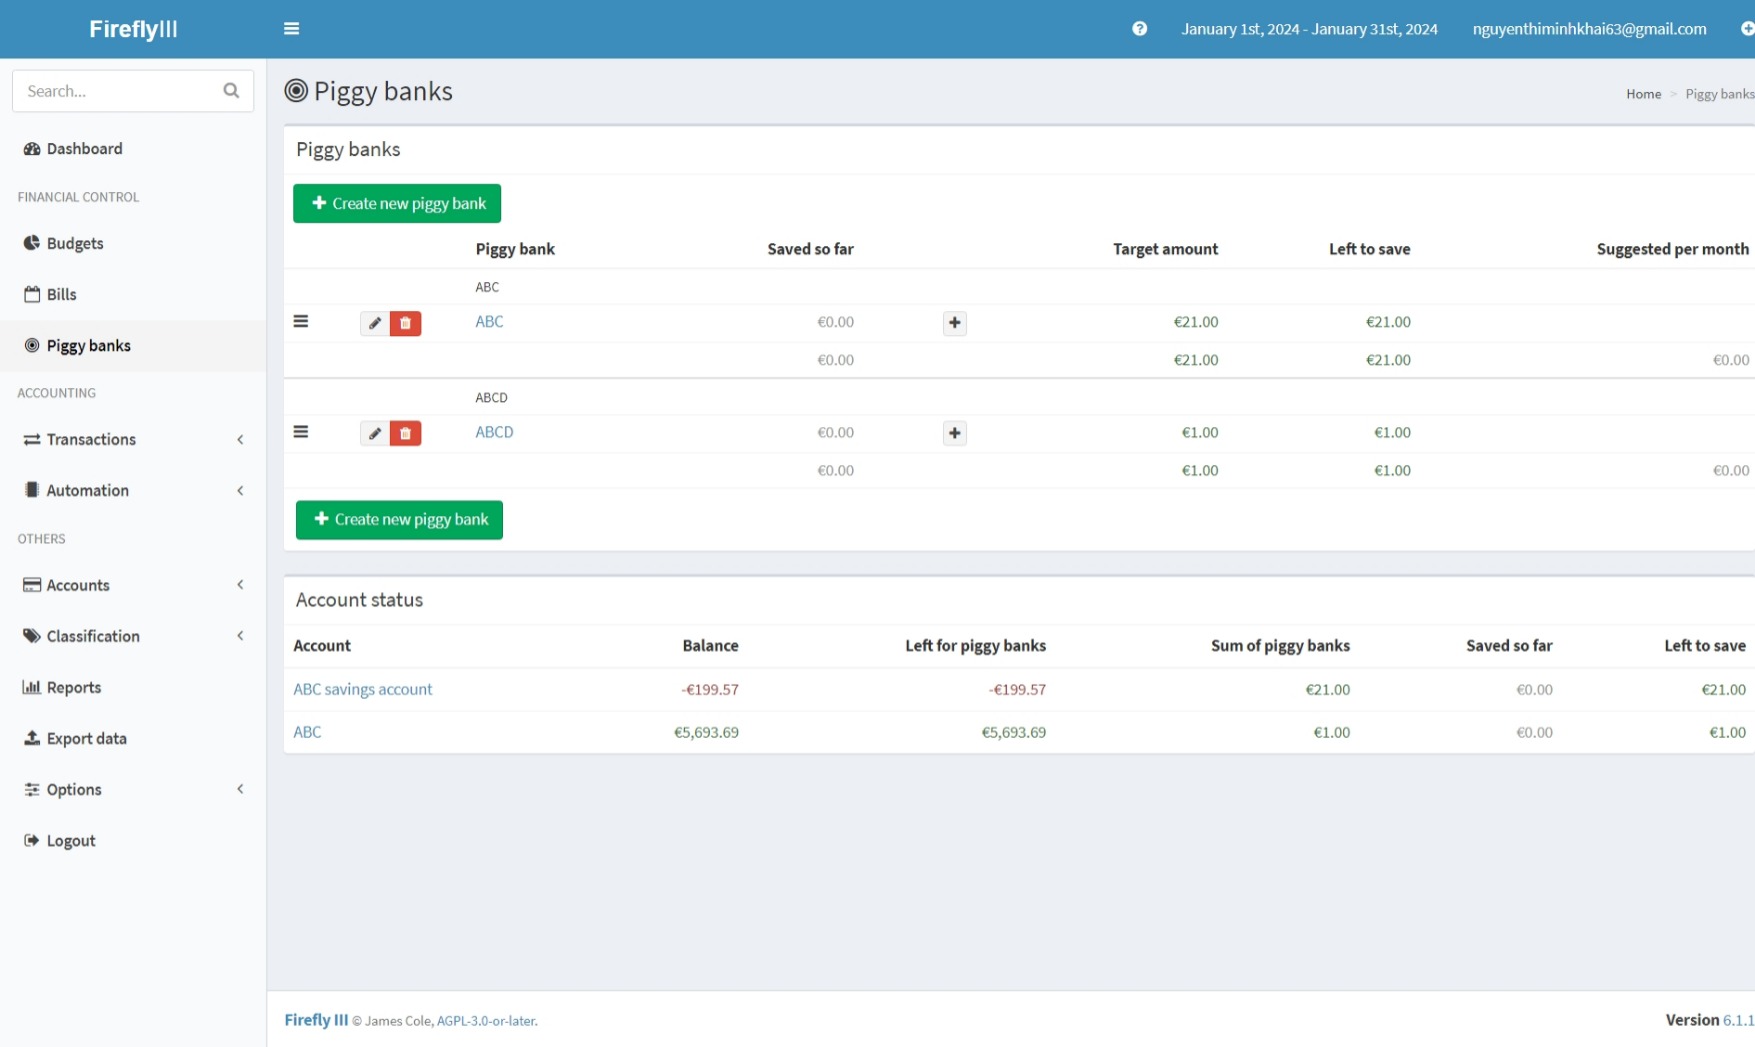 FireflyIII
January 1st, 2024 - January 31st, 2024
nguyenthiminhkhai63@gmail.com
Search...
Dashboard
FINANCIAL CONTROL
Budgets
Bills
Piggy banks
ACCOUNTING
Transactions
Automation
OTHERS
Accounts
Classification
Reports
Export data
Options
Logout
Piggy banks
Home > Piggy banks
Piggy banks
Create new piggy bank
Piggy bank Saved so far Target amount Left to save Suggested per month
ABC
ABC €0.00 €21.00 €21.00
€0.00 €21.00 €21.00 €0.00
ABCD
ABCD €0.00 €1.00 €1.00
€0.00 €1.00 €1.00 €0.00
Create new piggy bank
Account status
Account Balance Left for piggy banks Sum of piggy banks Saved so far Left to save
ABC savings account -€199.57 -€199.57 €21.00 €0.00 €21.00
ABC €5,693.69 €5,693.69 €1.00 €0.00 €1.00
Firefly III © James Cole, AGPL-3.0-or-later.
Version 6.1.1